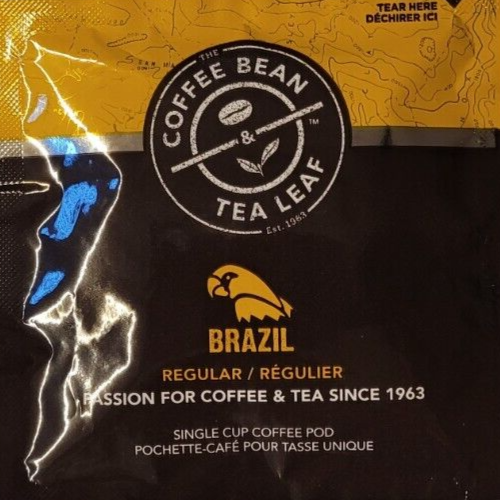 TEAR HERE
DÉCHIRER ICI
THE
COFFEE BEAN
&
TEA LEAF
™
Est. 1963
BRAZIL
REGULAR / RÉGULIER
PASSION FOR COFFEE & TEA SINCE 1963
SINGLE CUP COFFEE POD
POCHETTE-CAFÉ POUR TASSE UNIQUE